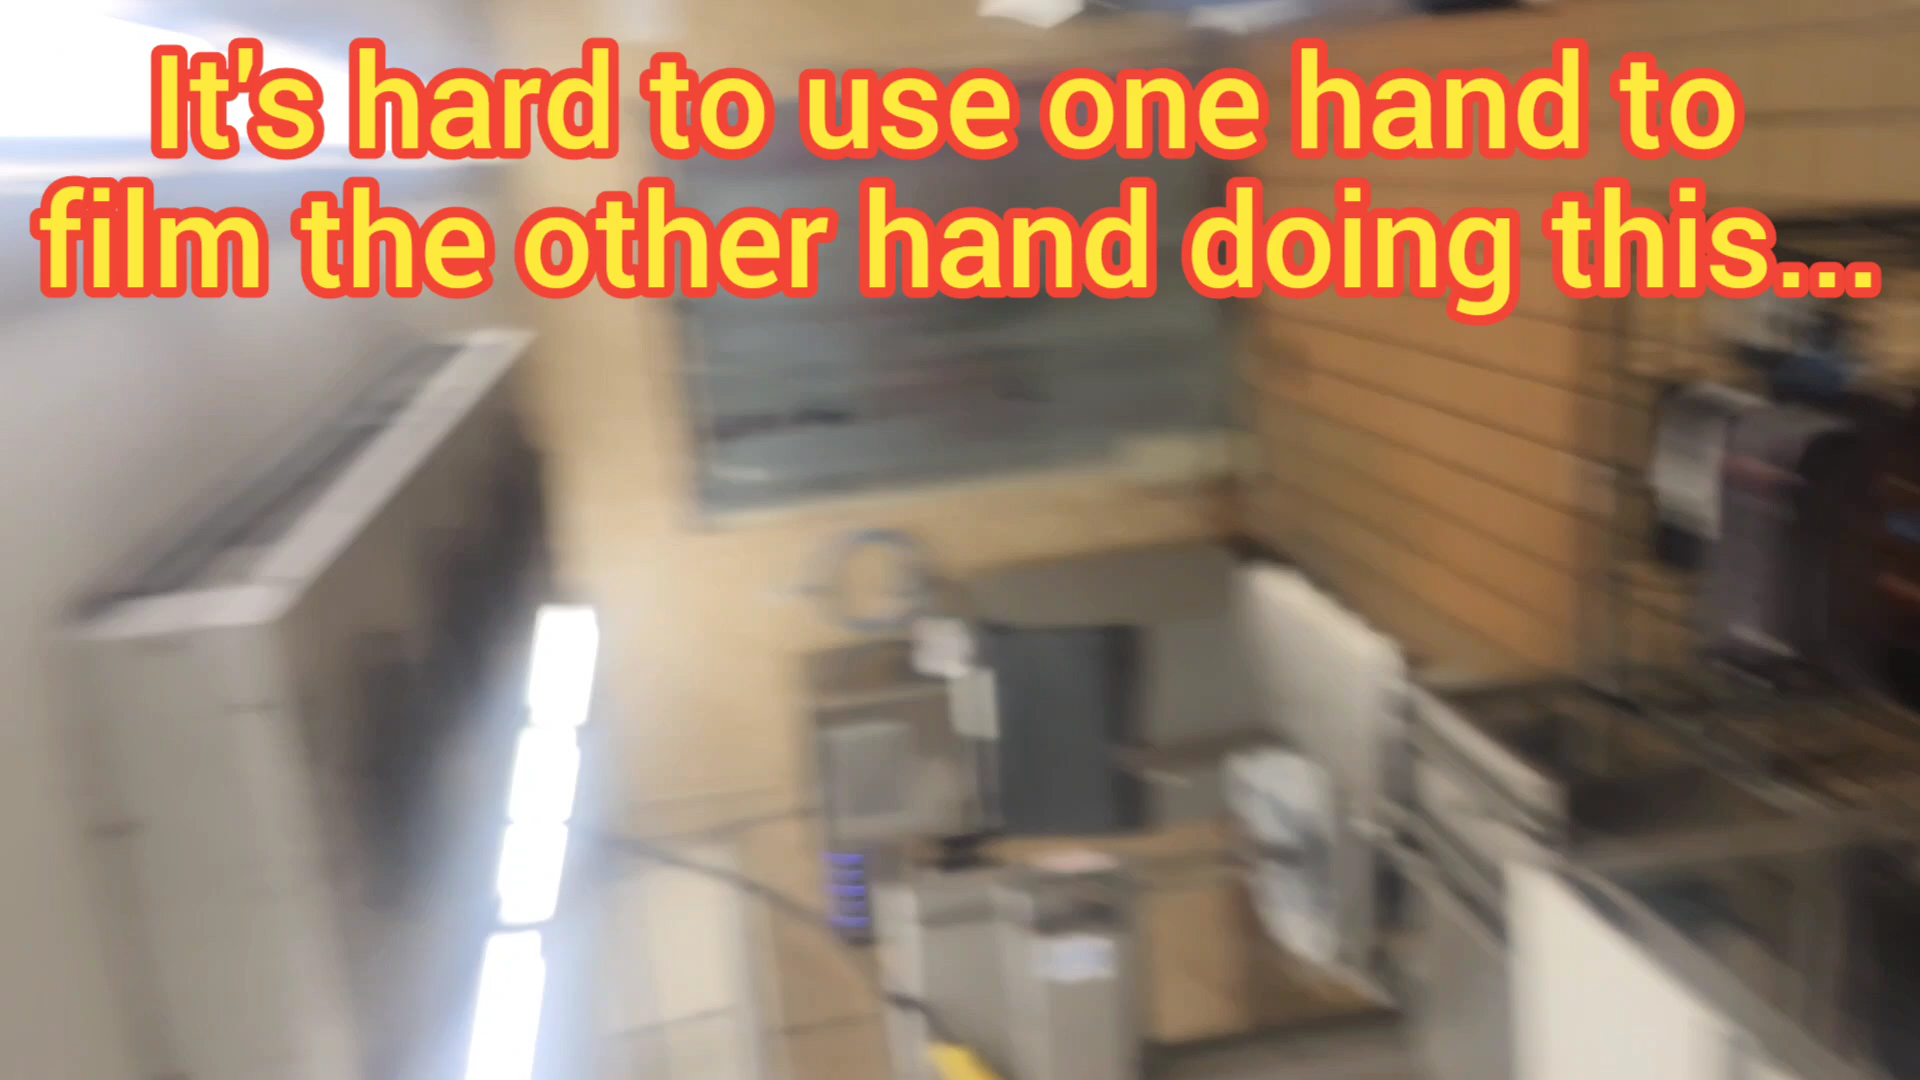 It's hard to use one hand to
film the other hand doing this...